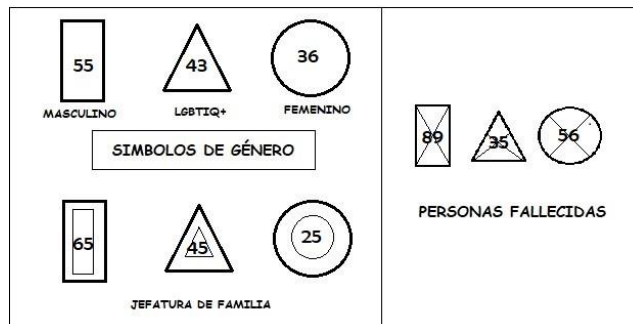 55 43 36
MASCULINO LGBTIQ+ FEMENINO
SIMBOLOS DE GÉNERO
65 45 25
JEFATURA DE FAMILIA
89 35 56
PERSONAS FALLECIDAS